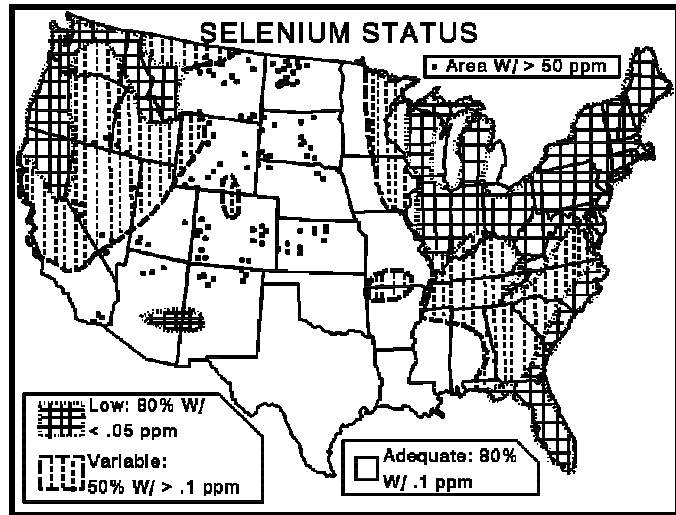 SELENIUM STATUS
▪ Area W/ > 50 ppm
Low: 80% W/
< .05 ppm
Variable:
50% W/ > .1 ppm
Adequate: 80%
W/ .1 ppm